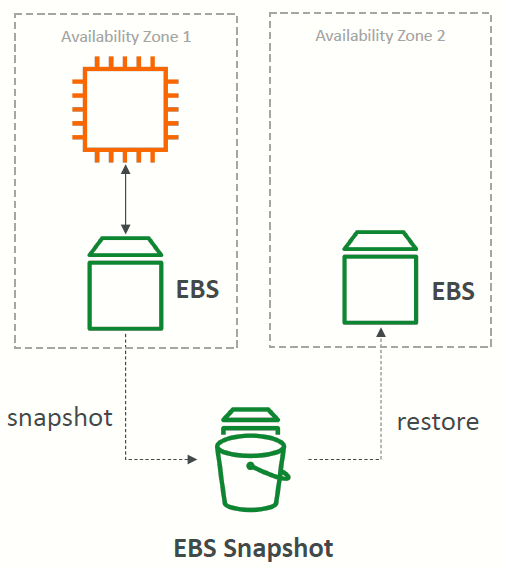 Availability Zone 1
Availability Zone 2
EBS
EBS
snapshot
restore
EBS Snapshot